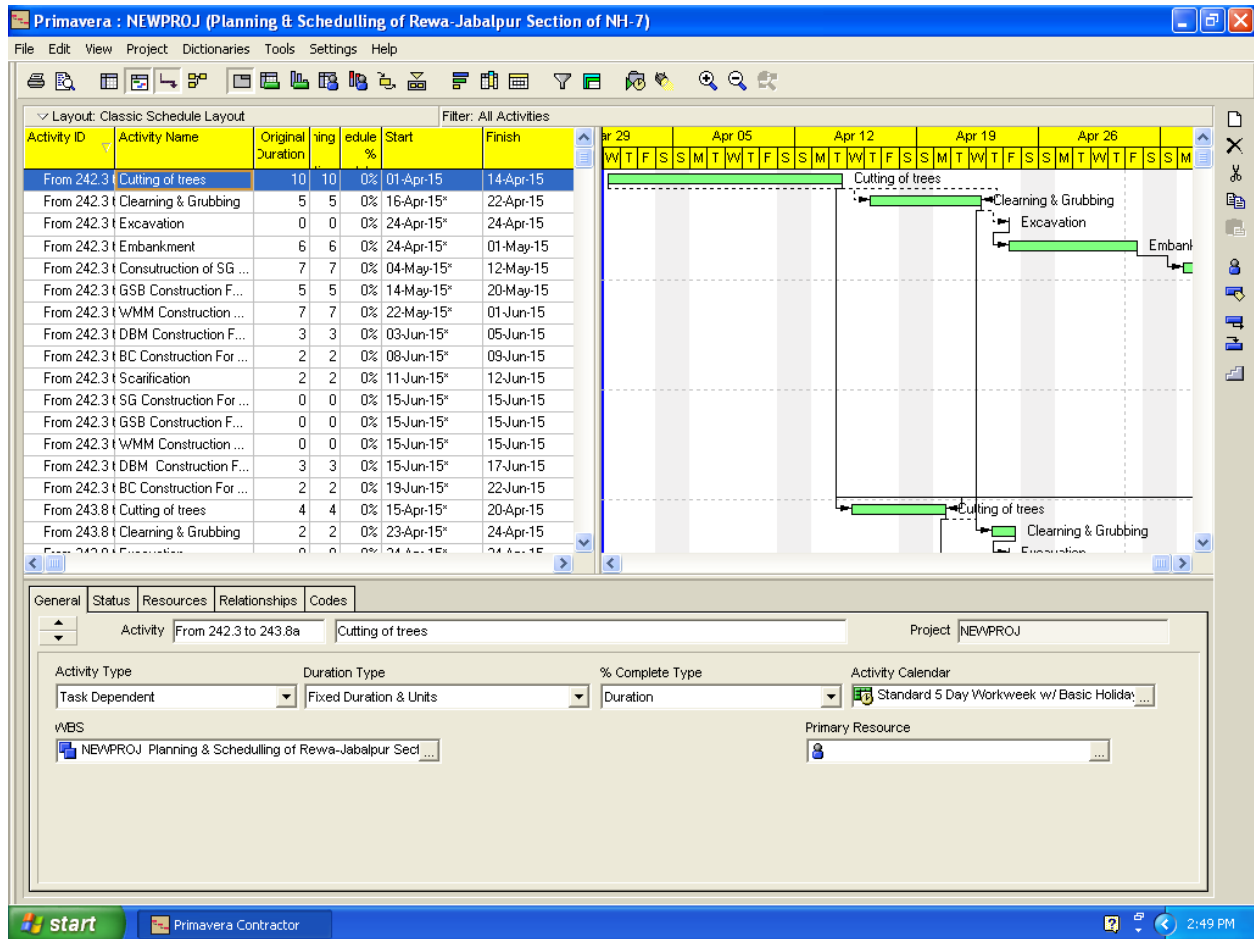 Primavera : NEWPROJ (Planning & Schedulling of Rewa-Jabalpur Section of NH-7)
File Edit View Project Dictionaries Tools Settings Help
Layout: Classic Schedule Layout Filter: All Activities
Activity ID Activity Name Original Duration ning edule % Start Finish
ar 29 Apr 05 Apr 12 Apr 19 Apr 26
W T F S S M T W T F S S M T W T F S S M T W T F S S M T W T F S S M
From 242.3 t Cutting of trees 10 10 0% 01-Apr-15 14-Apr-15 Cutting of trees
From 242.3 t Clearning & Grubbing 5 5 0% 16-Apr-15* 22-Apr-15 Clearning & Grubbing
From 242.3 t Excavation 0 0 0% 24-Apr-15* 24-Apr-15 Excavation
From 242.3 t Embankment 6 6 0% 24-Apr-15* 01-May-15 Embank
From 242.3 t Consutruction of SG ... 7 7 0% 04-May-15* 12-May-15
From 242.3 t GSB Construction F... 5 5 0% 14-May-15* 20-May-15
From 242.3 t WMM Construction ... 7 7 0% 22-May-15* 01-Jun-15
From 242.3 t DBM Construction F... 3 3 0% 03-Jun-15* 05-Jun-15
From 242.3 t BC Construction For ... 2 2 0% 08-Jun-15* 09-Jun-15
From 242.3 t Scarification 2 2 0% 11-Jun-15* 12-Jun-15
From 242.3 t SG Construction For ... 0 0 0% 15-Jun-15* 15-Jun-15
From 242.3 t GSB Construction F... 0 0 0% 15-Jun-15* 15-Jun-15
From 242.3 t WMM Construction ... 0 0 0% 15-Jun-15* 15-Jun-15
From 242.3 t DBM Construction F... 3 3 0% 15-Jun-15* 17-Jun-15
From 242.3 t BC Construction For ... 2 2 0% 19-Jun-15* 22-Jun-15
From 243.8 t Cutting of trees 4 4 0% 15-Apr-15* 20-Apr-15 Cutting of trees
From 243.8 t Clearning & Grubbing 2 2 0% 23-Apr-15* 24-Apr-15 Clearning & Grubbing
General Status Resources Relationships Codes
Activity From 242.3 to 243.8a Cutting of trees Project NEWPROJ
Activity Type Duration Type % Complete Type Activity Calendar
Task Dependent Fixed Duration & Units Duration Standard 5 Day Workweek w/ Basic Holiday ...
WBS Primary Resource
NEWPROJ Planning & Schedulling of Rewa-Jabalpur Sect ... ...
start Primavera Contractor 2:49 PM